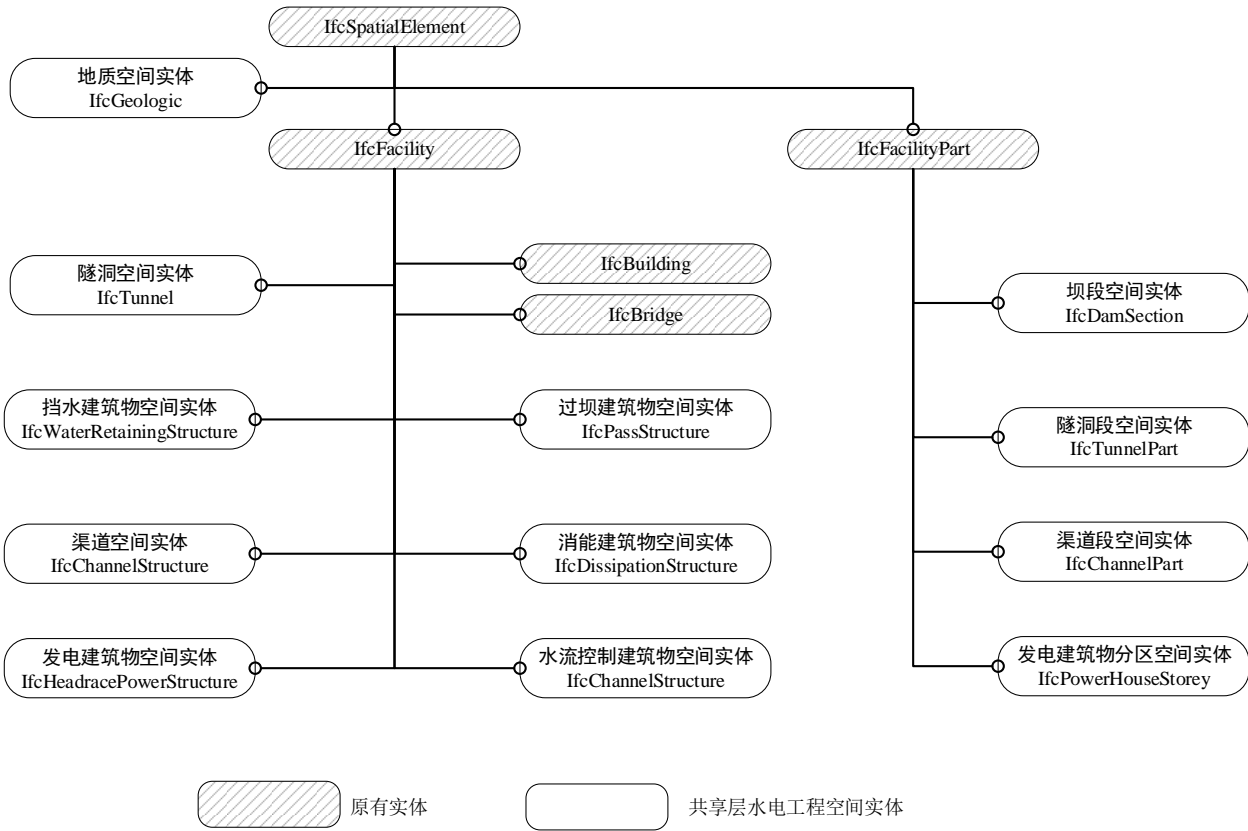 IfcSpatialElement
地质空间实体
IfcGeologic
IfcFacility
IfcFacilityPart
隧洞空间实体
IfcTunnel
IfcBuilding
IfcBridge
坝段空间实体
IfcDamSection
挡水建筑物空间实体
IfcWaterRetainingStructure
过坝建筑物空间实体
IfcPassStructure
隧洞段空间实体
IfcTunnelPart
渠道空间实体
IfcChannelStructure
消能建筑物空间实体
IfcDissipationStructure
渠道段空间实体
IfcChannelPart
发电建筑物空间实体
IfcHeadracePowerStructure
水流控制建筑物空间实体
IfcChannelStructure
发电建筑物分区空间实体
IfcPowerHouseStorey
原有实体
共享层水电工程空间实体